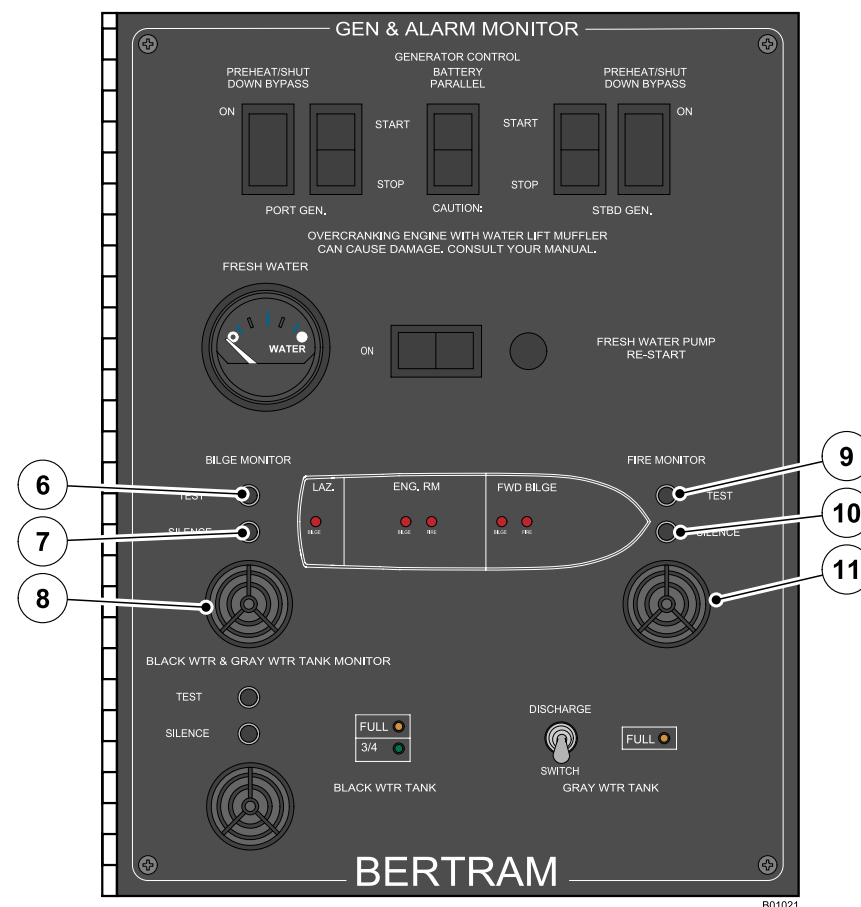 GEN & ALARM MONITOR
GENERATOR CONTROL
PREHEAT/SHUT
DOWN BYPASS
BATTERY
PARALLEL
PREHEAT/SHUT
DOWN BYPASS
ON
START
START
ON
STOP
STOP
PORT GEN.
CAUTION:
STBD GEN.
OVERCRANKING ENGINE WITH WATER LIFT MUFFLER
CAN CAUSE DAMAGE. CONSULT YOUR MANUAL.
FRESH WATER
WATER
ON
FRESH WATER PUMP
RE-START
BILGE MONITOR
FIRE MONITOR
6
TEST
7
SILENCE
8
LAZ.
ENG. RM
FWD BILGE
BILGE
BILGE
FIRE
BILGE
FIRE
9
TEST
10
SILENCE
11
BLACK WTR & GRAY WTR TANK MONITOR
TEST
SILENCE
FULL
3/4
BLACK WTR TANK
DISCHARGE
SWITCH
FULL
GRAY WTR TANK
BERTRAM
B01021